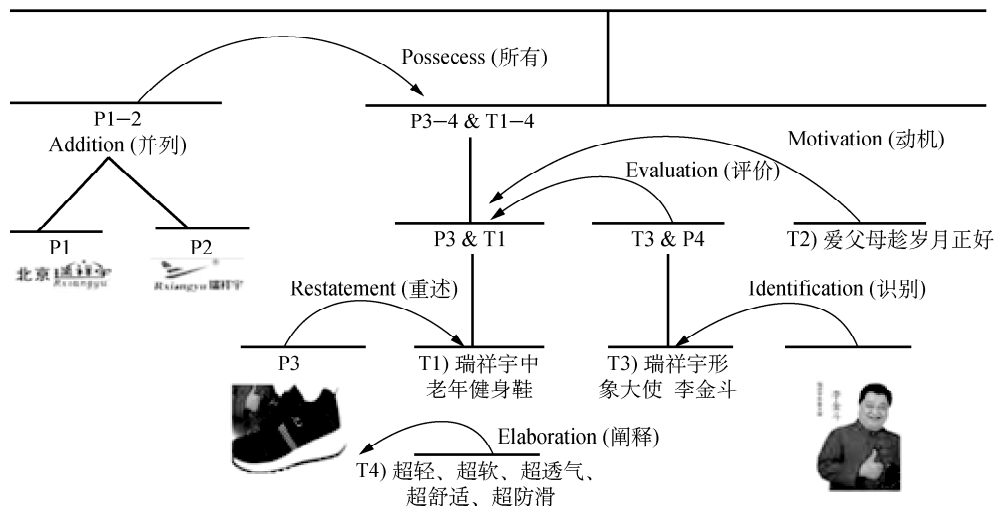 Possecess (所有)
P1−2
P3−4 & T1−4
Addition (并列)
Motivation (动机)
Evaluation (评价)
P1
P2
P3 & T1
T3 & P4
T2) 爱父母趁岁月正好
北京
Rxiangyu
Rxiangyu 瑞祥宇
Restatement (重述)
Identification (识别)
P3
T1) 瑞祥宇中
老年健身鞋
T3) 瑞祥宇形
象大使 李金斗
李金斗
Elaboration (阐释)
T4) 超轻、超软、超透气、
超舒适、超防滑